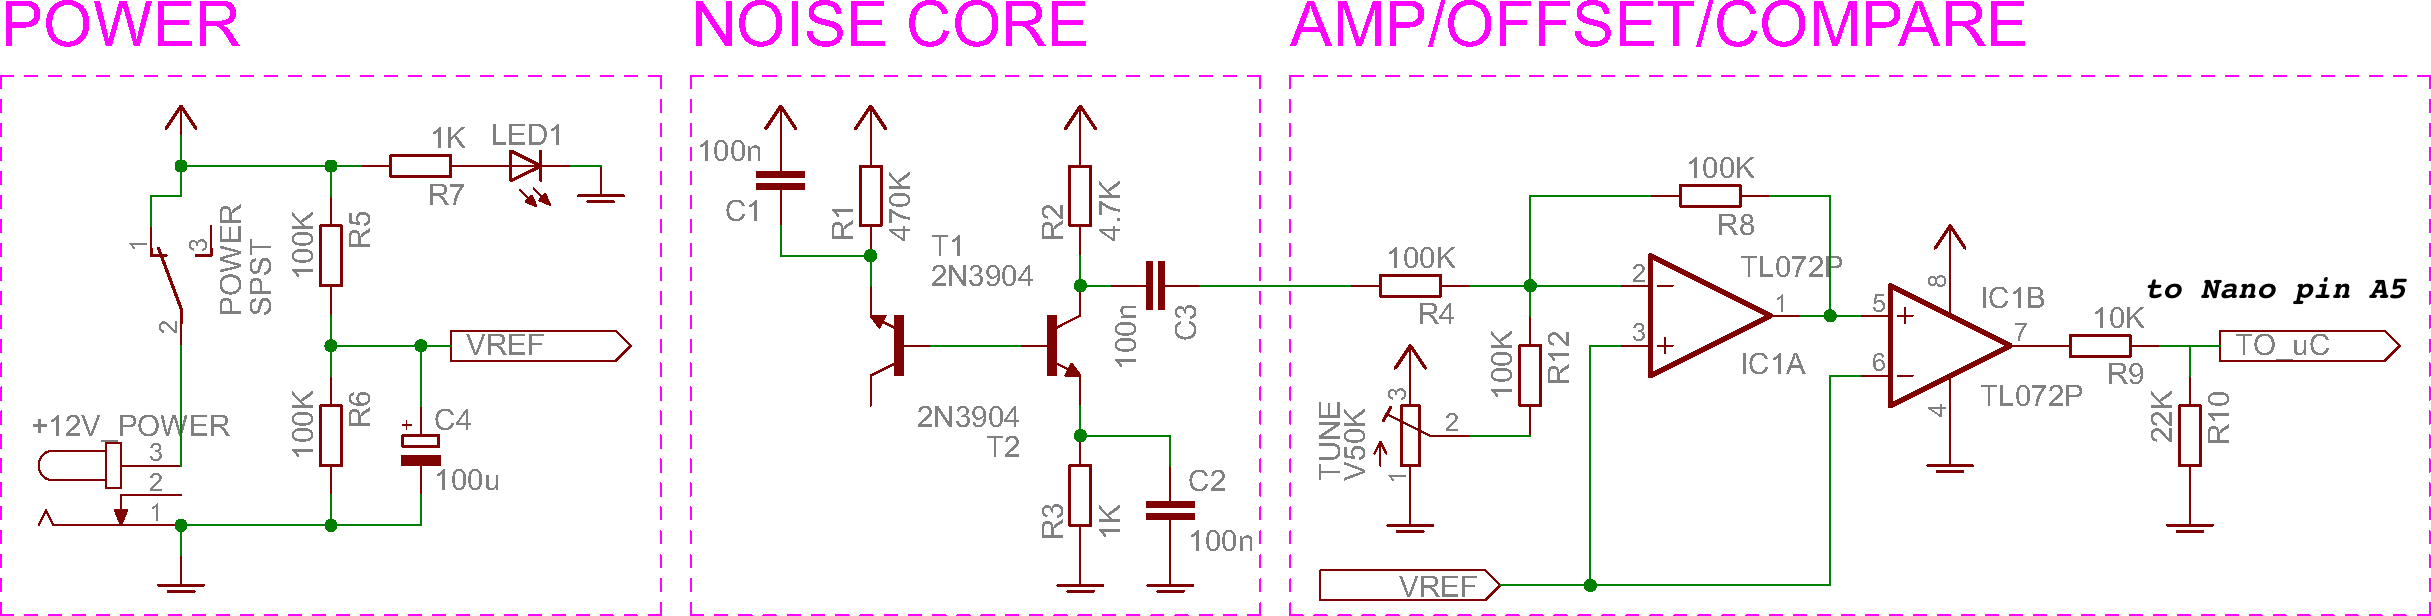 POWER
NOISE CORE
AMP/OFFSET/COMPARE
1K
LED1
R7
1
3
POWER
SPST
2
100K
R5
VREF
100K
R6
+12V_POWER
3
2
1
+
C4
100u
100n
C1
R1
470K
R2
4.7K
T1
2N3904
2N3904
T2
100n
C3
R3
1K
C2
100n
100K
R8
100K
R4
2
3
TL072P
1
IC1A
100K
R12
TUNE
V50K
3
2
1
VREF
5
6
8
4
IC1B
7
TL072P
to Nano pin A5
10K
R9
TO_uC
22K
R10